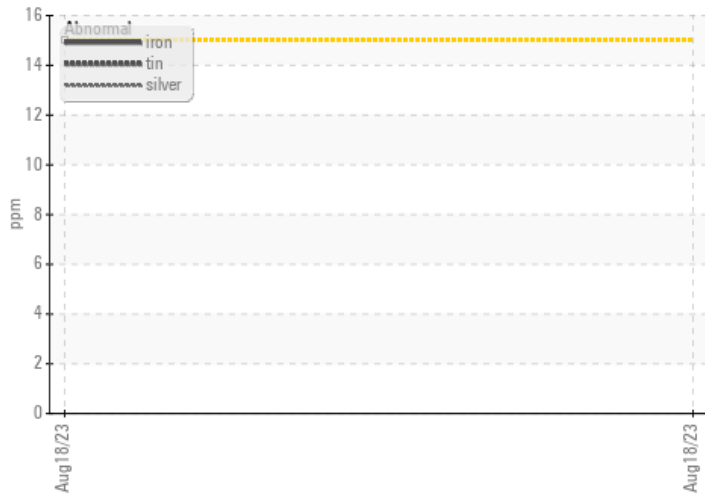 16
Abnormal
iron
14
tin
silver
12
10
ppm
8
6
4
2
0
Aug18/23
Aug18/23